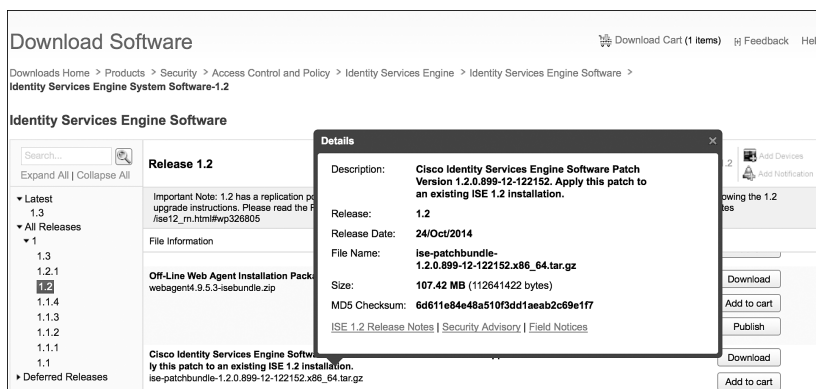 Download Software
Download Cart (1 items)
Feedback
Downloads Home > Products > Security > Access Control and Policy > Identity Services Engine > Identity Services Engine Software >
Identity Services Engine System Software-1.2
Identity Services Engine Software
Search...
Expand All | Collapse All
Latest
1.3
All Releases
1
1.3
1.2.1
1.2
1.1.4
1.1.3
1.1.2
1.1.1
1.1
Deferred Releases
Release 1.2
Add Devices
Add Notification
Important Note: 1.2 has a replication
upgrade instructions. Please read the
/ise12_rn.html#wp326805
the 1.2
File Information
Off-Line Web Agent Installation
webagent4.9.5.3-isebundle.zip
Download
Add to cart
Publish
Cisco Identity Services Engine
ly this patch to an existing ISE 1.2 installation.
ise-patchbundle-1.2.0.899-12-122152.x86_64.tar.gz
Download
Add to cart
Details
Description: Cisco Identity Services Engine Software Patch
Version 1.2.0.899-12-122152. Apply this patch to
an existing ISE 1.2 installation.
Release: 1.2
Release Date: 24/Oct/2014
File Name: ise-patchbundle-
1.2.0.899-12-122152.x86_64.tar.gz
Size: 107.42 MB (112641422 bytes)
MD5 Checksum: 6d611e84e48a510f3dd1aeab2c69e1f7
ISE 1.2 Release Notes | Security Advisory | Field Notices